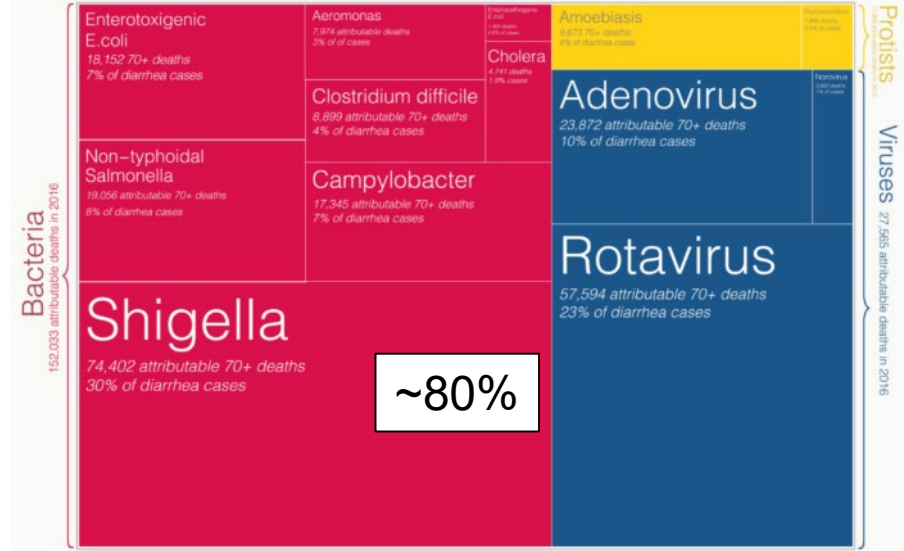 Bacteria
152,033 attributable deaths in 2016
Enterotoxigenic
E.coli
18,152 70+ deaths
7% of diarrhea cases
Non-typhoidal
Salmonella
19,056 attributable 70+ deaths
8% of diarrhea cases
Shigella
74,402 attributable 70+ deaths
30% of diarrhea cases
Aeromonas
7,974 attributable deaths
3% of of cases
Clostridium difficile
8,899 attributable 70+ deaths
4% of diarrhea cases
Campylobacter
17,345 attributable 70+ deaths
7% of diarrhea cases
Enteropathogenic
E.coli
Cholera
4,741 deaths
1.9% cases
~80%
Amoebiasis
9,673 70+ deaths
4% of diarrhea cases
Adenovirus
23,872 attributable 70+ deaths
10% of diarrhea cases
Norovirus
Rotavirus
57,594 attributable 70+ deaths
23% of diarrhea cases
Protists
Viruses
27,565 attributable deaths in 2016